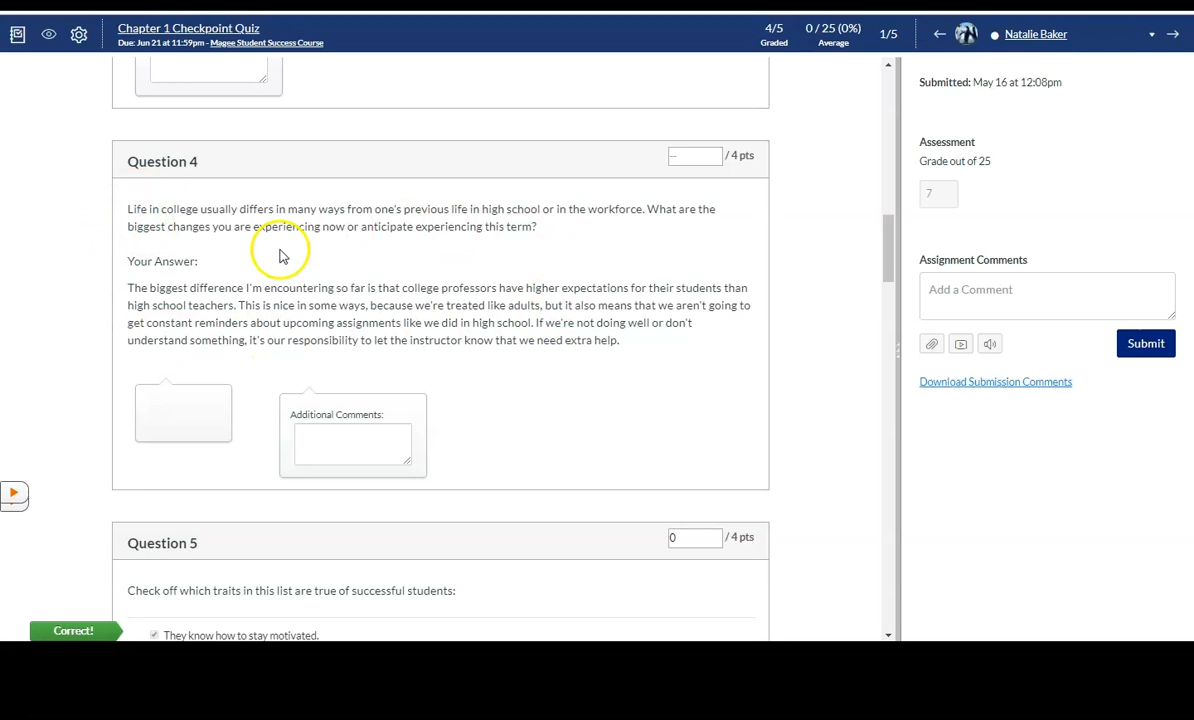 Chapter 1 Checkpoint Quiz
Due: Jun 21 at 11:59pm - Magee Student Success Course
4/5
Graded
0 / 25 (0%)
Average
1/5
Natalie Baker
Submitted: May 16 at 12:08pm
Assessment
Grade out of 25
7
Assignment Comments
Add a Comment
Submit
Download Submission Comments
Question 4
-- / 4 pts
Life in college usually differs in many ways from one's previous life in high school or in the workforce. What are the
biggest changes you are experiencing now or anticipate experiencing this term?
Your Answer:
The biggest difference I'm encountering so far is that college professors have higher expectations for their students than
high school teachers. This is nice in some ways, because we're treated like adults, but it also means that we aren't going to
get constant reminders about upcoming assignments like we did in high school. If we're not doing well or don't
understand something, it's our responsibility to let the instructor know that we need extra help.
Additional Comments:
Question 5
0 / 4 pts
Check off which traits in this list are true of successful students:
Correct!
They know how to stay motivated.